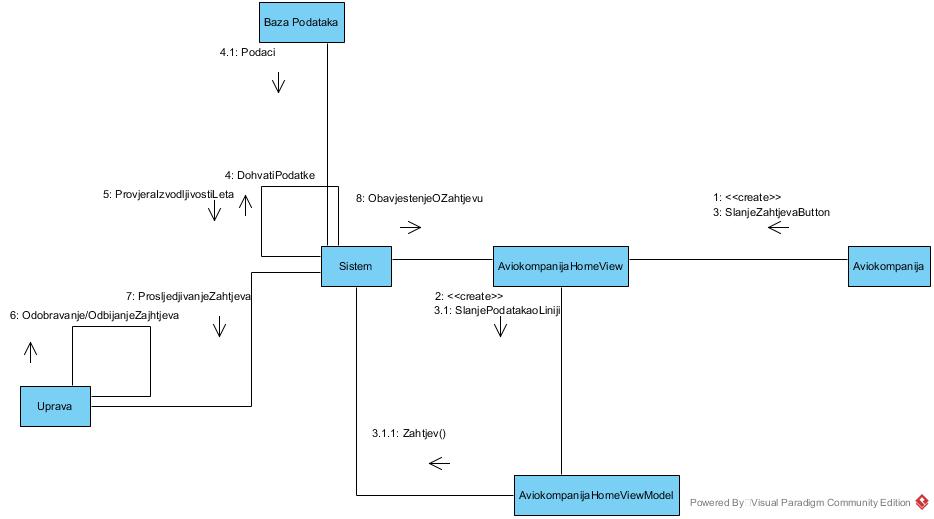 Baza Podataka
4.1: Podaci
4: DohvatiPodatke
5: ProvjeraIzvodljivostiLeta
8: ObavjestenjeOZahtjevu
1: <<create>>
3: SlanjeZahtjevaButton
Sistem
AviokompanijaHomeView
Aviokompanija
7: ProsljedjivanjeZahtjeva
2: <<create>>
3.1: SlanjePodatakaoLiniji
6: Odobravanje/OdbijanjeZajhtjeva
Uprava
3.1.1: Zahtjev()
AviokompanijaHomeViewModel
Powered By Visual Paradigm Community Edition